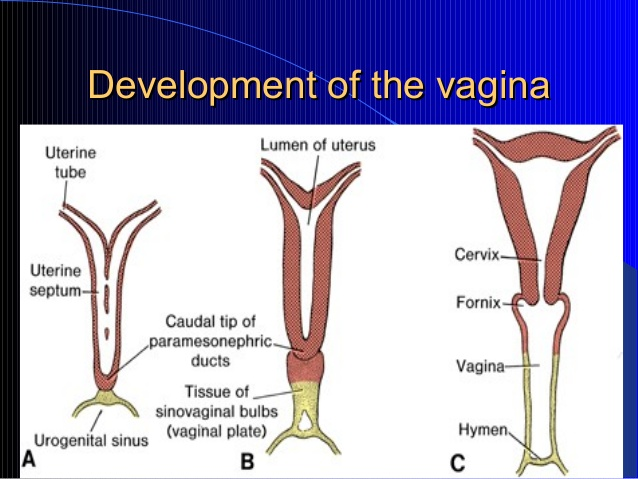 Development of the vagina
Uterine
tube
Uterine
septum
Urogenital sinus
A
Lumen of uterus
Caudal tip of
paramesonephric
ducts
Tissue of
sinovaginal bulbs
(vaginal plate)
B
Cervix
Fornix
Vagina
Hymen
C